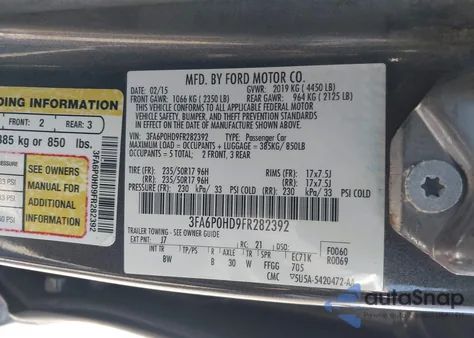 DING INFORMATION
FRONT: 2 REAR: 3
385 kg or 850 lbs.
3FA6P0HD9FR282392
SEE OWNERS
MANUAL FOR
ADDITIONAL
INFORMATION
MFD. BY FORD MOTOR CO.
DATE: 02/15 GVWR: 2019 KG (4450 LB)
FRONT GAWR: 1066 KG (2350 LB) REAR GAWR: 964 KG (2125 LB)
THIS VEHICLE CONFORMS TO ALL APPLICABLE FEDERAL MOTOR
VEHICLE SAFETY, BUMPER, AND THEFT PREVENTION STANDARDS
IN EFFECT ON THE DATE OF MANUFACTURE SHOWN ABOVE.
VIN: 3FA6P0HD9FR282392 TYPE: Passenger Car
MAXIMUM LOAD = OCCUPANTS + LUGGAGE = 385KG/850LB
OCCUPANTS = 5 TOTAL 2 FRONT, 3 REAR
TIRE (FR): 235/50R17 96H RIMS (FR): 17x7.5J
(RR): 235/50R17 96H (RR): 17x7.5J
PRESSURE (FR): 230 kPa/ 33 PSI COLD (RR): 230 kPa/ 33 PSI COLD
3FA6P0HD9FR282392
TRAILER TOWING - SEE OWNER GUIDE
EXT PNT: J7 RC: 21 DSO: F0060
R0069
INT TR TP/PS R AXLE TR SPR EC71K
BW B 30 W FFGG 705
CMC
autoSnap